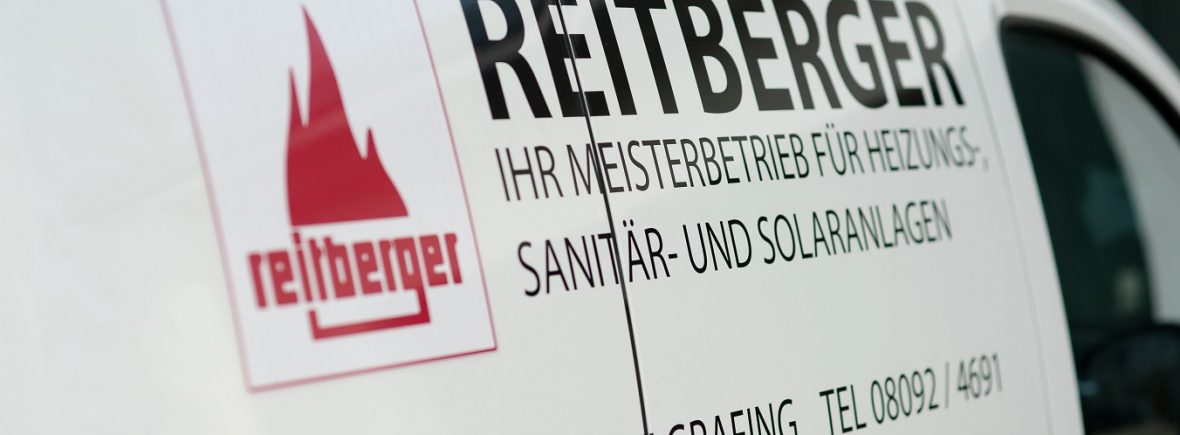 REITBERGER
IHR MEISTERBETRIEB FÜR HEIZUNGS-,
SANITÄR- UND SOLARANLAGEN
GRAFING TEL 08092 / 4691
reitberger